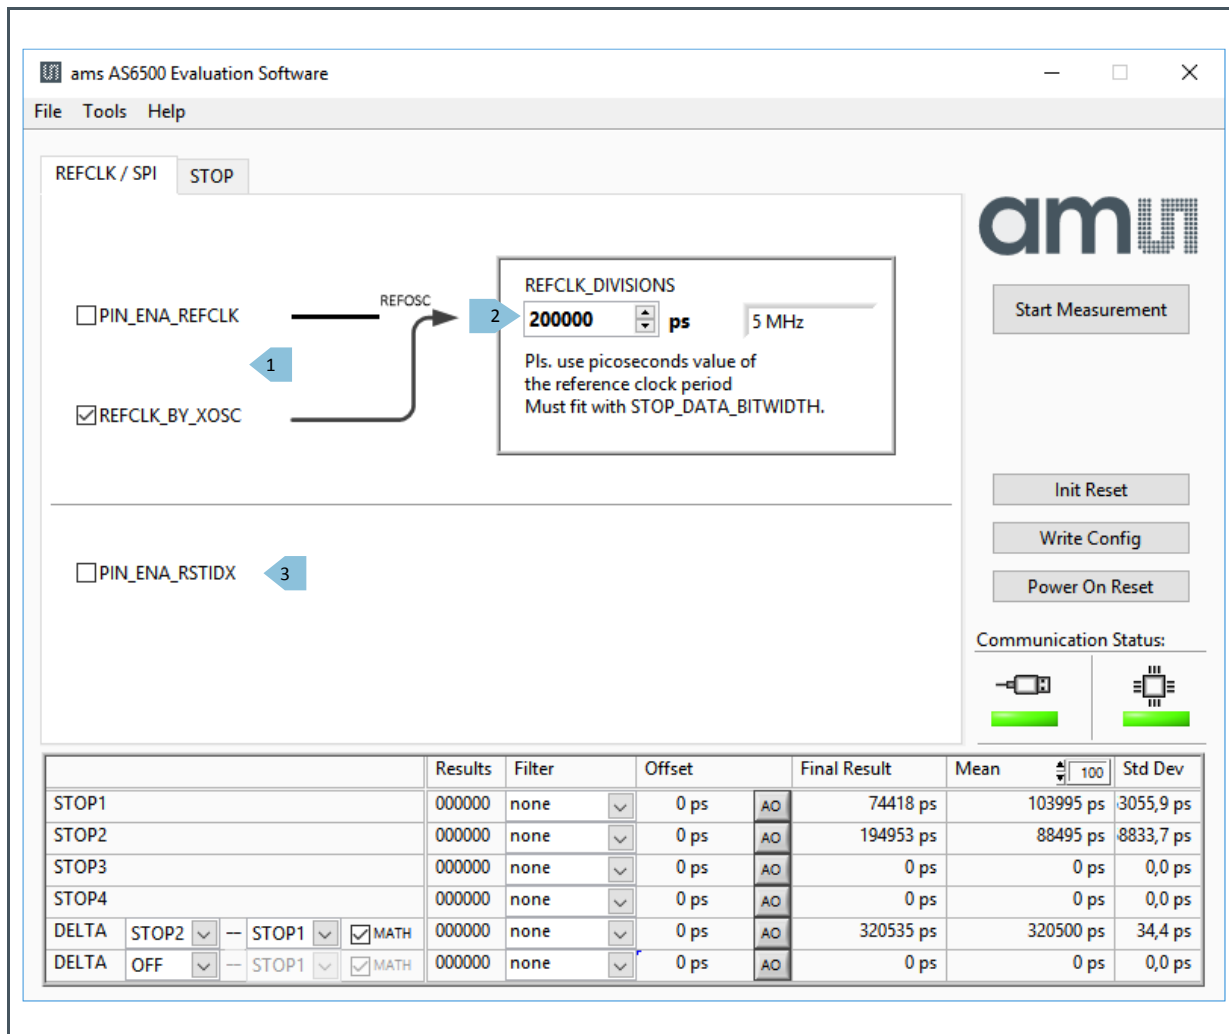 ams AS6500 Evaluation Software
File Tools Help
REFCLK / SPI STOP
am
REFCLK_DIVISIONS
PIN_ENA_REFCLK REFOSC 2 200000 ps 5 MHz Start Measurement
Pls. use picoseconds value of
the reference clock period
Must fit with STOP_DATA_BITWIDTH.
1
REFCLK_BY_XOSC
Init Reset
Write Config
PIN_ENA_RSTIDX 3 Power On Reset
Communication Status:
Results Filter Offset Final Result Mean 100 Std Dev
STOP1 000000 none 0 ps AO 74418 ps 103995 ps 3055,9 ps
STOP2 000000 none 0 ps AO 194953 ps 88495 ps 8833,7 ps
STOP3 000000 none 0 ps AO 0 ps 0 ps 0,0 ps
STOP4 000000 none 0 ps AO 0 ps 0 ps 0,0 ps
DELTA STOP2 -- STOP1 MATH 000000 none 0 ps AO 320535 ps 320500 ps 34,4 ps
DELTA OFF -- STOP1 MATH 000000 none 0 ps AO 0 ps 0 ps 0,0 ps